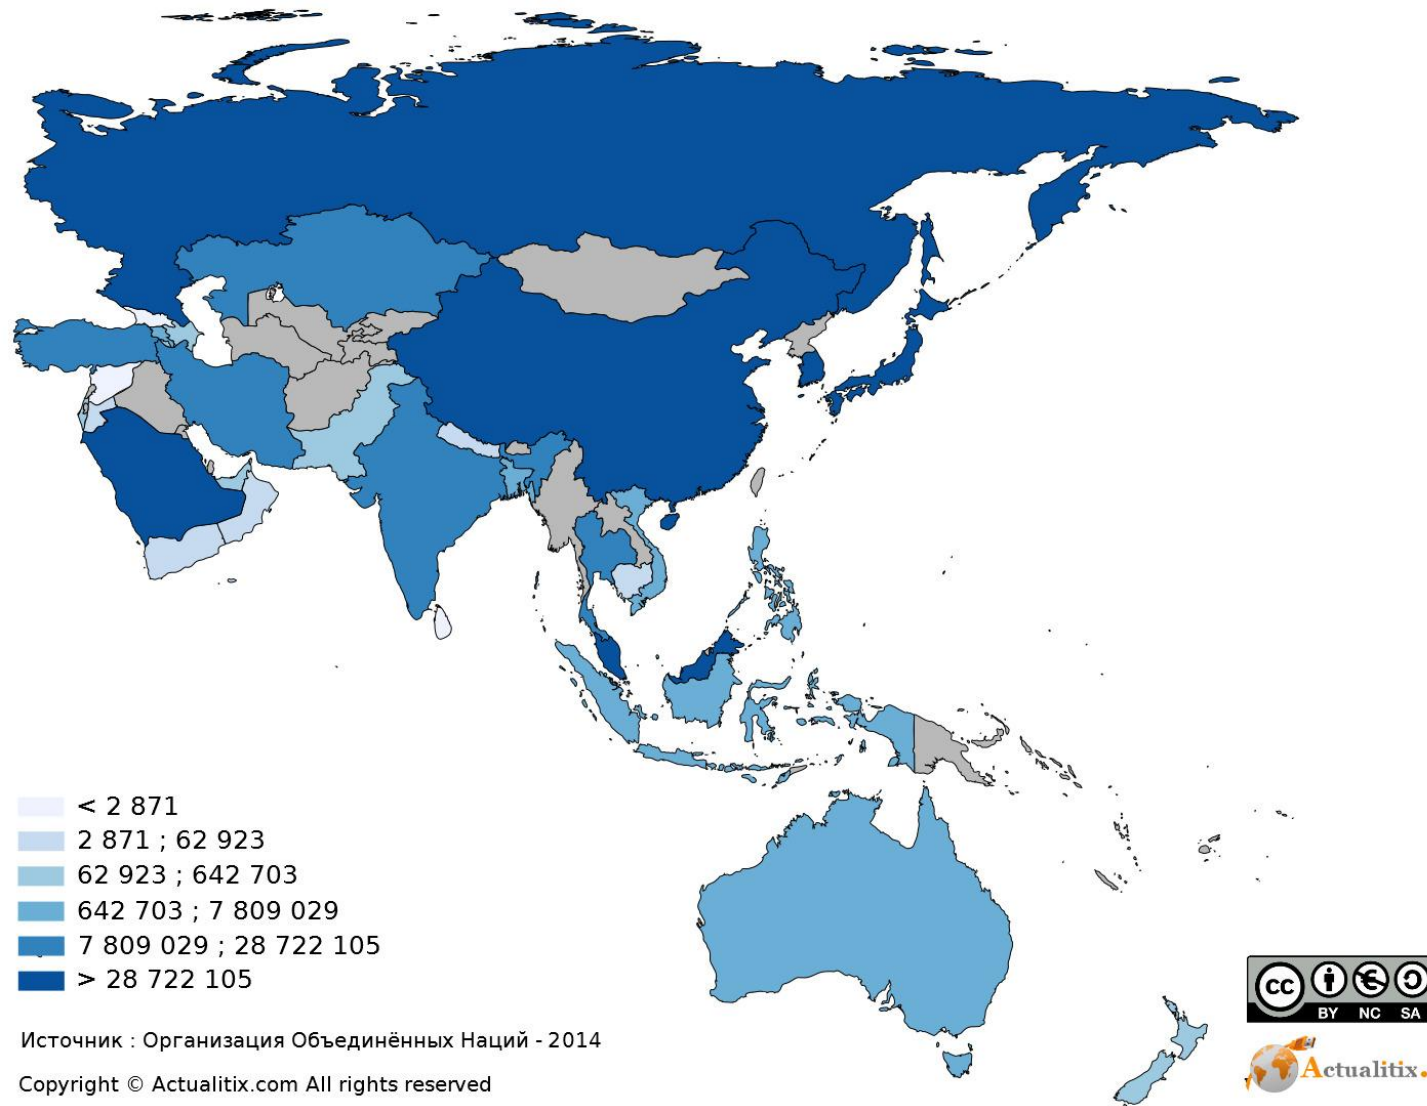 < 2 871
2 871 ; 62 923
62 923 ; 642 703
642 703 ; 7 809 029
7 809 029 ; 28 722 105
> 28 722 105
Источник : Организация Объединённых Наций - 2014
Copyright © Actualitix.com All rights reserved
cc
BY NC SA
Actualitix.